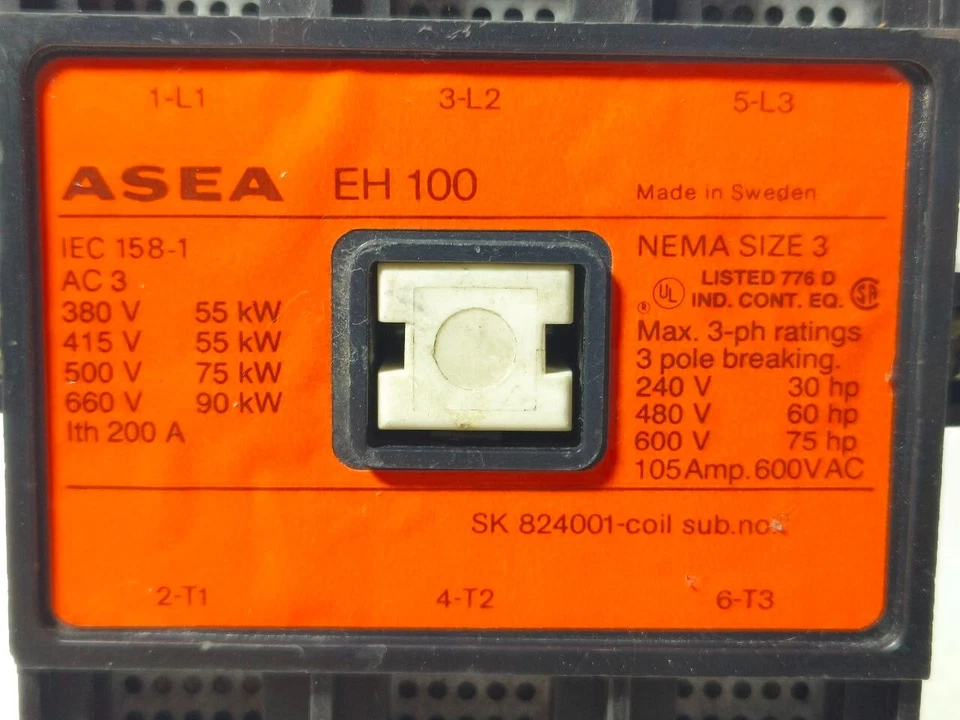 1-L1 3-L2 5-L3
ASEA EH 100 Made in Sweden
IEC 158-1
AC 3
380 V 55 kW
415 V 55 kW
500 V 75 kW
660 V 90 kW
Ith 200 A
NEMA SIZE 3
® UL LISTED 776 D
IND. CONT. EQ. SA
Max. 3-ph ratings
3 pole breaking.
240 V 30 hp
480 V 60 hp
600 V 75 hp
105 Amp. 600V AC
SK 824001-coil sub.no.
2-T1 4-T2 6-T3